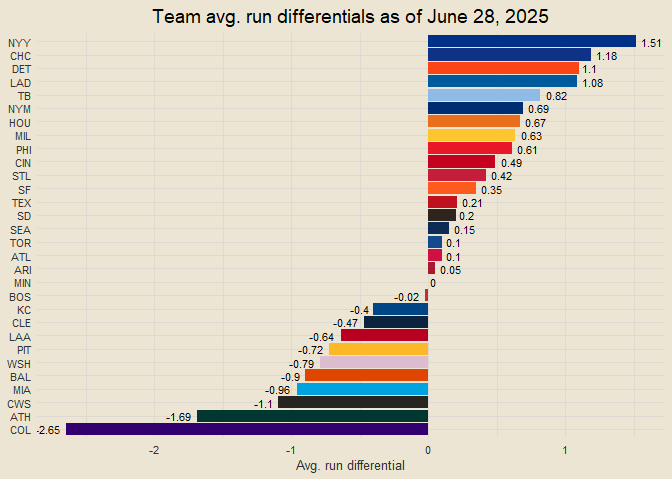 Team avg. run differentials as of June 28, 2025
NYY 1.51
CHC 1.18
DET 1.1
LAD 1.08
TB 0.82
NYM 0.69
HOU 0.67
MIL 0.63
PHI 0.61
CIN 0.49
STL 0.42
SF 0.35
TEX 0.21
SD 0.2
SEA 0.15
TOR 0.1
ATL 0.1
ARI 0.05
MIN 0
BOS -0.02
KC -0.4
CLE -0.47
LAA -0.64
PIT -0.72
WSH -0.79
BAL -0.9
MIA -0.96
CWS -1.1
ATH -1.69
COL -2.65
-2 -1 0 1
Avg. run differential